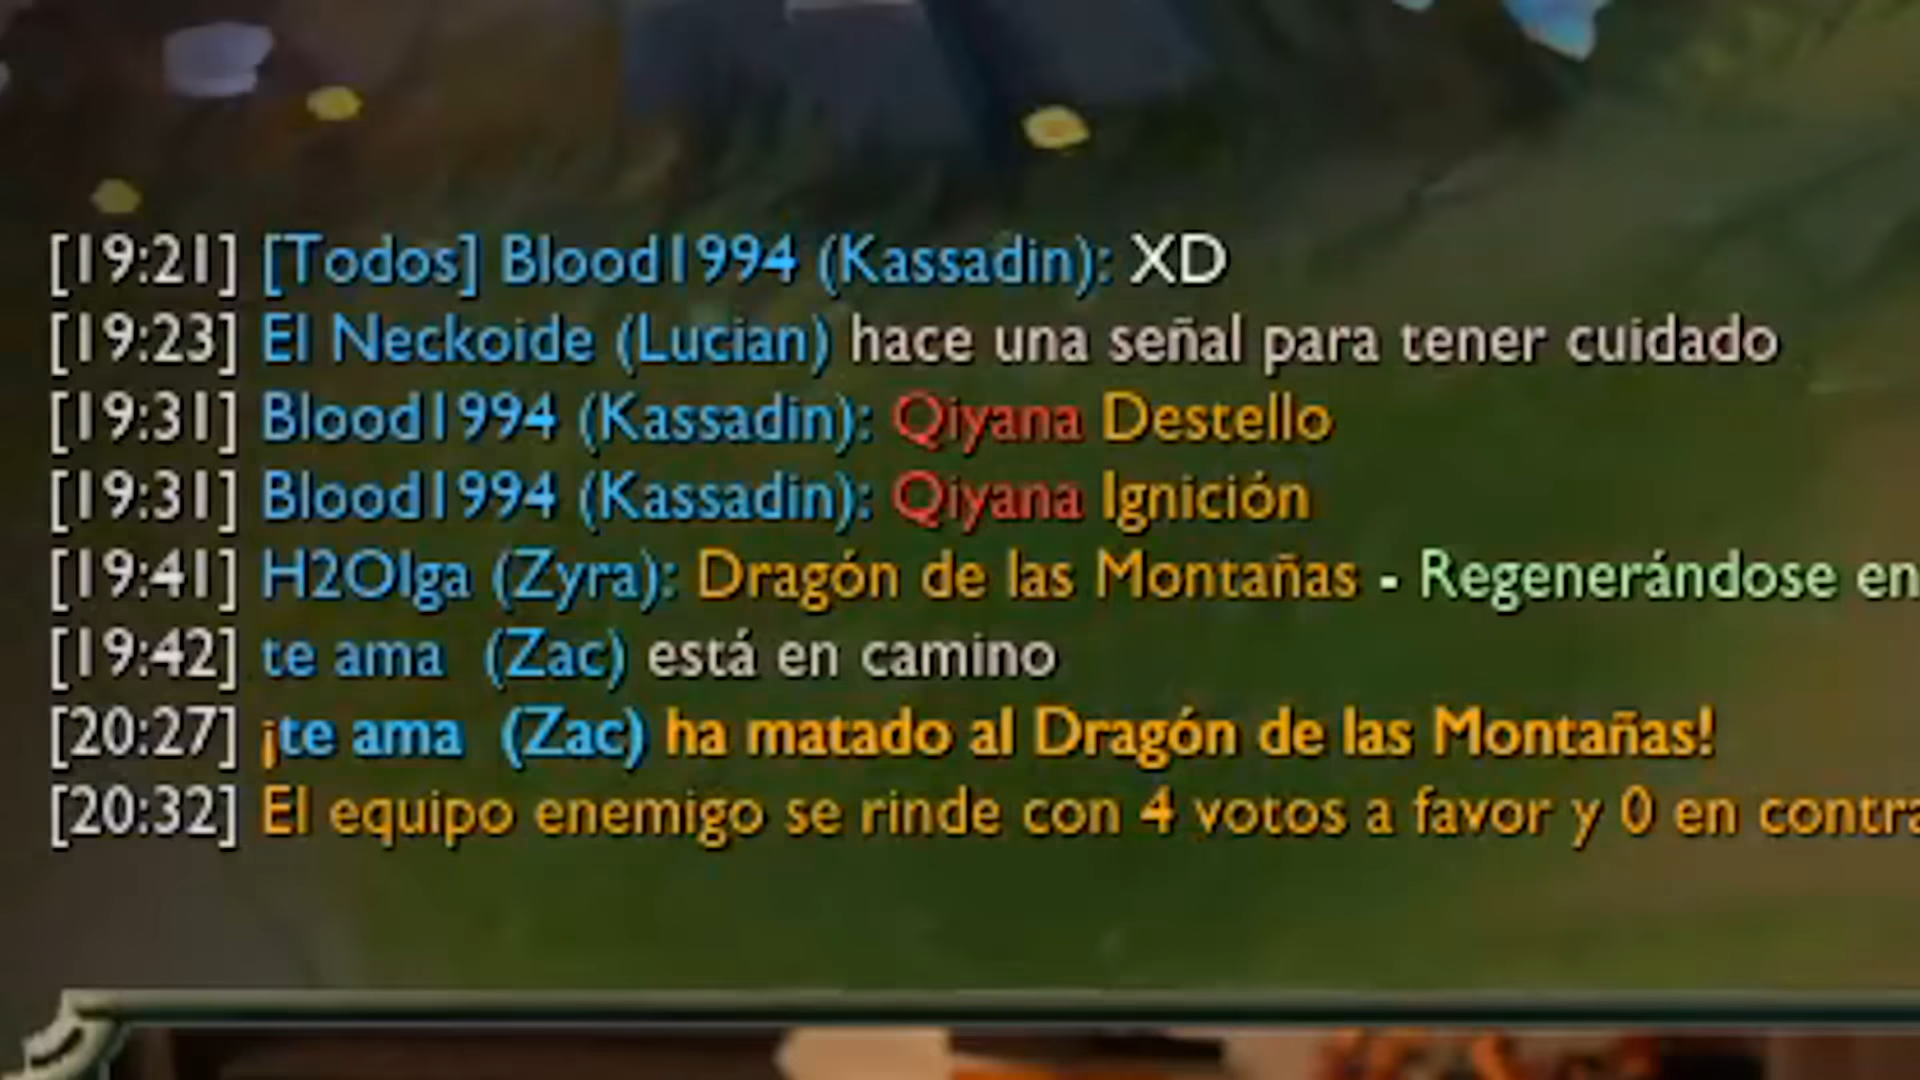 [19:21] [Todos] Blood1994 (Kassadin): XD
[19:23] El Neckoide (Lucian) hace una señal para tener cuidado
[19:31] Blood1994 (Kassadin): Qiyana Destello
[19:31] Blood1994 (Kassadin): Qiyana Ignición
[19:41] H2Olga (Zyra): Dragón de las Montañas - Regenerándose en
[19:42] te ama (Zac) está en camino
[20:27] ¡te ama (Zac) ha matado al Dragón de las Montañas!
[20:32] El equipo enemigo se rinde con 4 votos a favor y 0 en contra